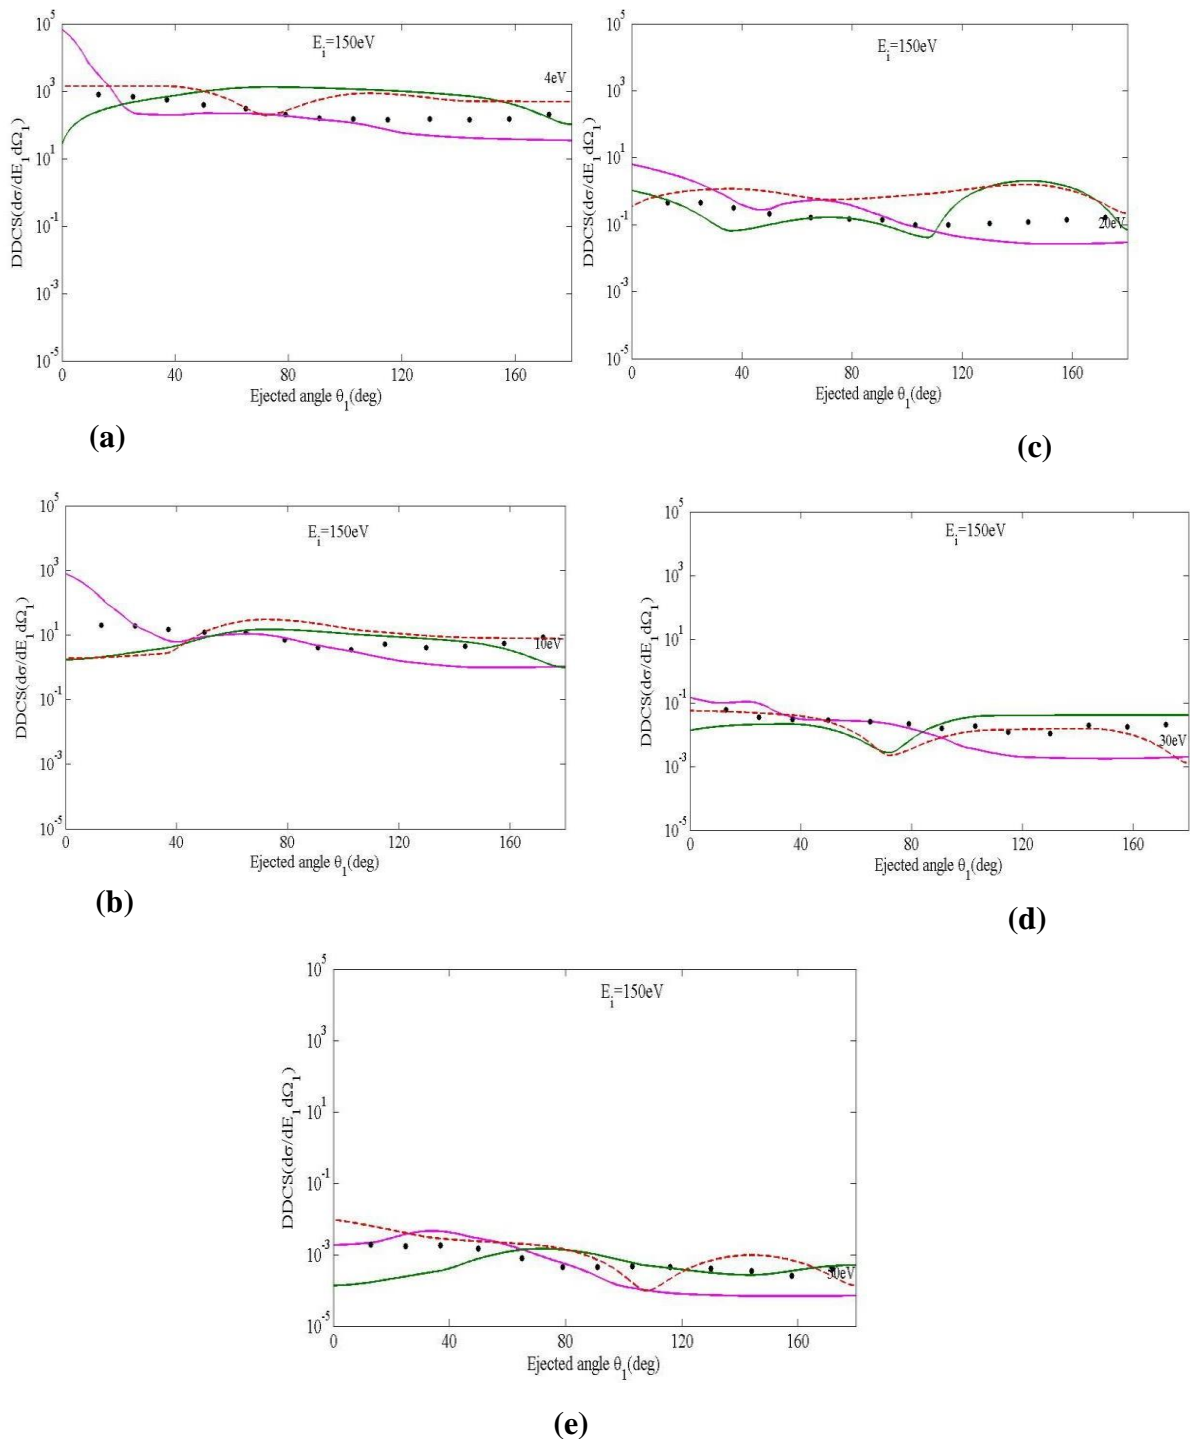 10^5
10^3
10^1
10^-1
10^-3
10^-5
DDCS(dσ/dE_1dΩ_1)
E_i=150eV
4eV
0 40 80 120 160
Ejected angle θ_1(deg)
(a)
10^5
10^3
10^1
10^-1
10^-3
10^-5
DDCS(dσ/dE_1dΩ_1)
E_i=150eV
20eV
0 40 80 120 160
Ejected angle θ_1(deg)
(c)
10^5
10^3
10^1
10^-1
10^-3
10^-5
DDCS(dσ/dE_1dΩ_1)
E_i=150eV
10eV
0 40 80 120 160
Ejected angle θ_1(deg)
(b)
10^5
10^3
10^1
10^-1
10^-3
10^-5
DDCS(dσ/dE_1dΩ_1)
E_i=150eV
30eV
0 40 80 120 160
Ejected angle θ_1(deg)
(d)
10^5
10^3
10^1
10^-1
10^-3
10^-5
DDCS(dσ/dE_1dΩ_1)
E_i=150eV
50eV
0 40 80 120 160
Ejected angle θ_1(deg)
(e)